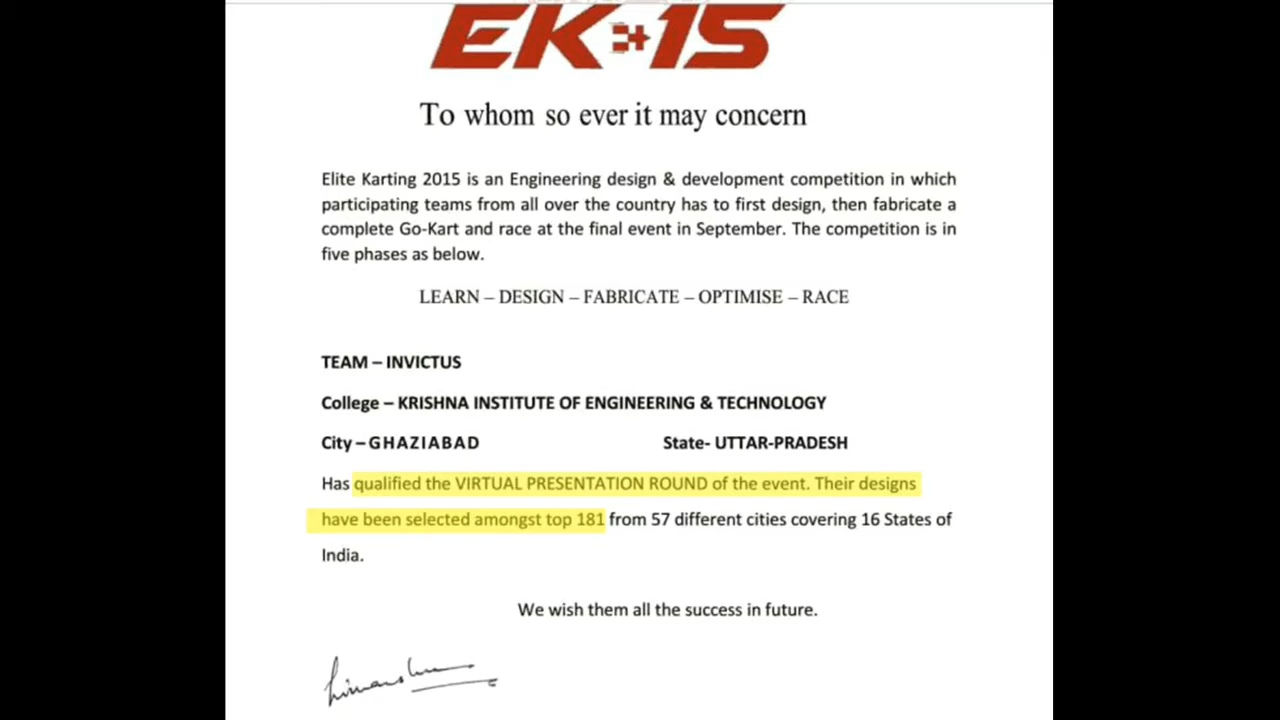 EK-15
To whom so ever it may concern
Elite Karting 2015 is an Engineering design & development competition in which
participating teams from all over the country has to first design, then fabricate a
complete Go-Kart and race at the final event in September. The competition is in
five phases as below.
LEARN – DESIGN – FABRICATE – OPTIMISE – RACE
TEAM – INVICTUS
College – KRISHNA INSTITUTE OF ENGINEERING & TECHNOLOGY
City – GHAZIABAD State- UTTAR-PRADESH
Has qualified the VIRTUAL PRESENTATION ROUND of the event. Their designs
have been selected amongst top 181 from 57 different cities covering 16 States of
India.
We wish them all the success in future.